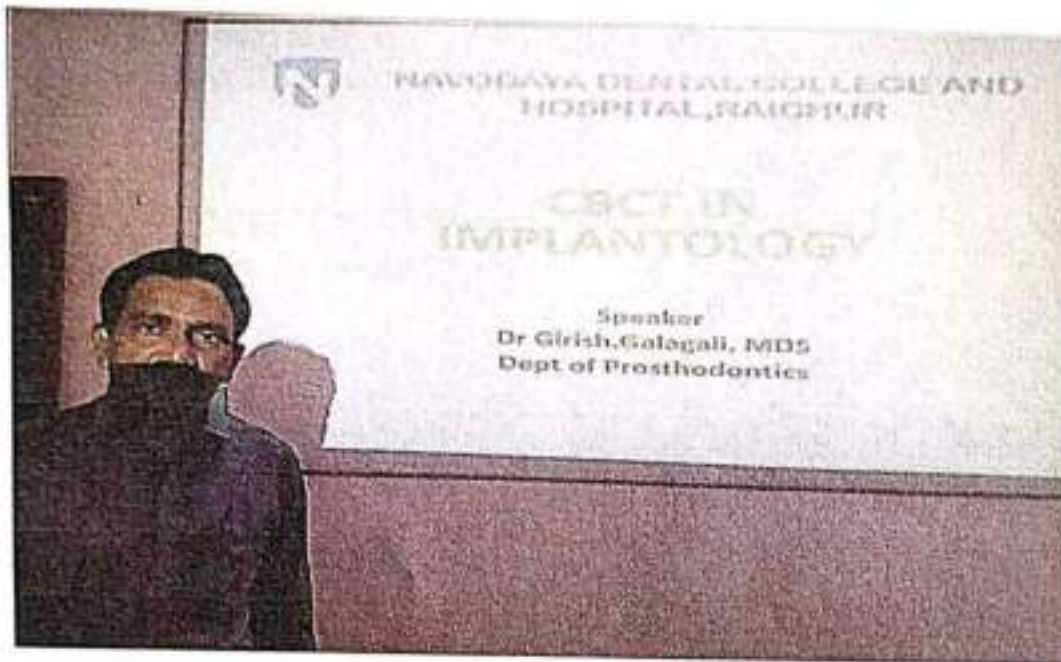 NAVODAYA DENTAL COLLEGE AND
HOSPITAL,RAICHUR
CBCT IN
IMPLANTOLOGY
Speaker
Dr Girish.Galagali, MDS
Dept of Prosthodontics